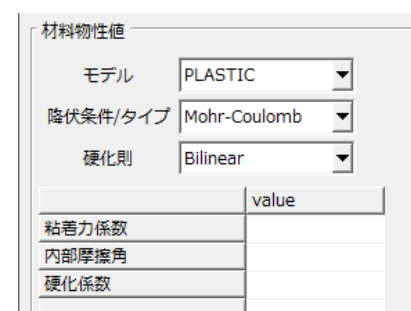 材料物性値
モデル PLASTIC
降伏条件/タイプ Mohr-Coulomb
硬化則 Bilinear
value
粘着力係数
内部摩擦角
硬化係数